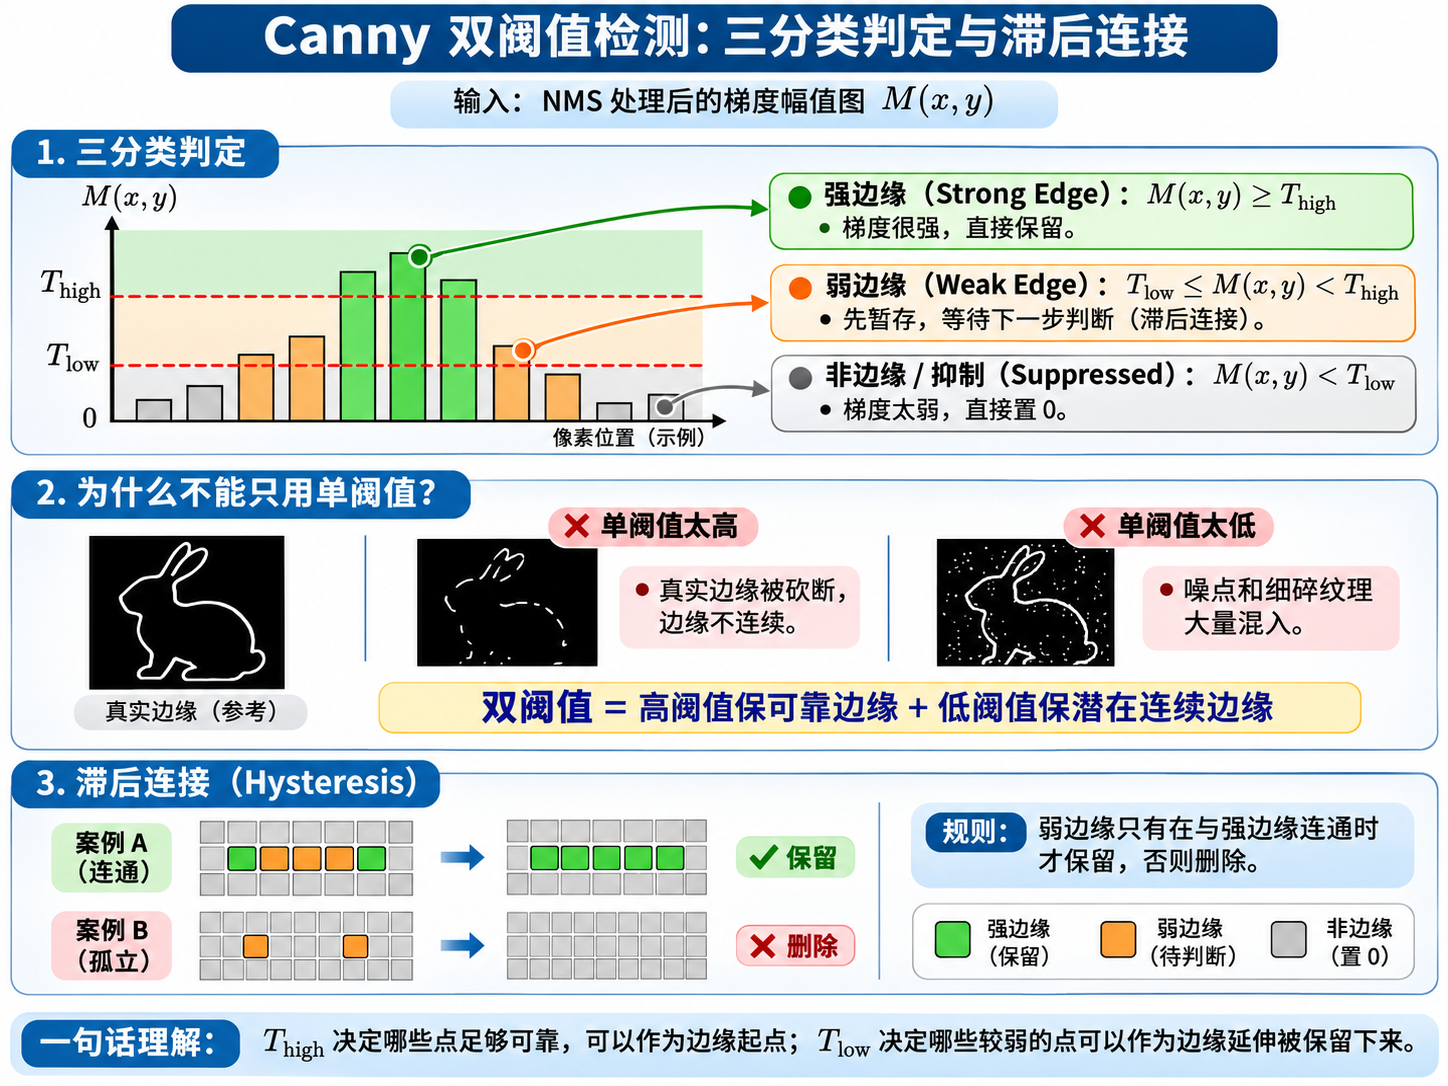 Canny 双阀值检测：三分类判定与滞后连接
输入： NMS 处理后的梯度幅值图 M(x, y)
1. 三分类判定
M(x, y)
T_high
T_low
0
像素位置（示例）
强边缘（Strong Edge）： M(x, y) ≥ T_high
• 梯度很强，直接保留。
弱边缘（Weak Edge）： T_low ≤ M(x, y) < T_high
• 先暂存，等待下一步判断（滞后连接）。
非边缘 / 抑制（Suppressed）： M(x, y) < T_low
• 梯度太弱，直接置 0。
2. 为什么不能只用单阀值？
真实边缘（参考）
单阀值太高
• 真实边缘被砍断，
边缘不连续。
单阀值太低
• 噪点和细碎纹理
大量混入。
双阀值 = 高阀值保可靠边缘 + 低阀值保潜在连续边缘
3. 滞后连接（Hysteresis）
案例 A
（连通）
保留
案例 B
（孤立）
删除
规则： 弱边缘只有在与强边缘连通时
才保留，否则删除。
强边缘
（保留）
弱边缘
（待判断）
非边缘
（置 0）
一句话理解： T_high 决定哪些点足够可靠，可以作为边缘起点； T_low 决定哪些较弱的点可以作为边缘延伸被保留下来。